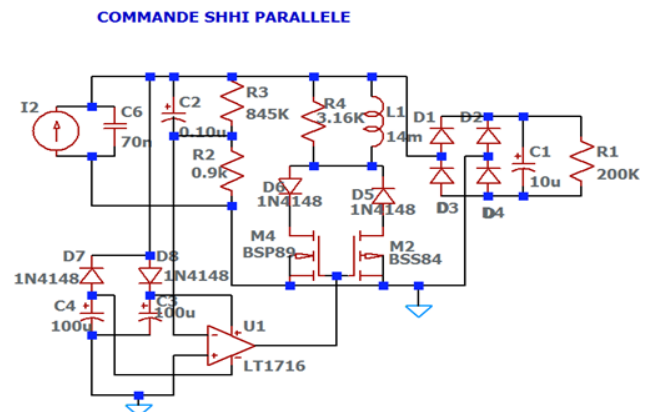 COMMANDE SHHI PARALLELE
I2
C6
70n
C2
0.10u
R3
845K
R2
0.9k
R4
3.16K
L1
14m
D1
D2
D3
D4
C1
10u
R1
200K
D6
1N4148
D5
1N4148
M4
BSP89
M2
BSS84
D7
1N4148
D8
1N4148
C4
100u
C3
100u
U1
LT1716